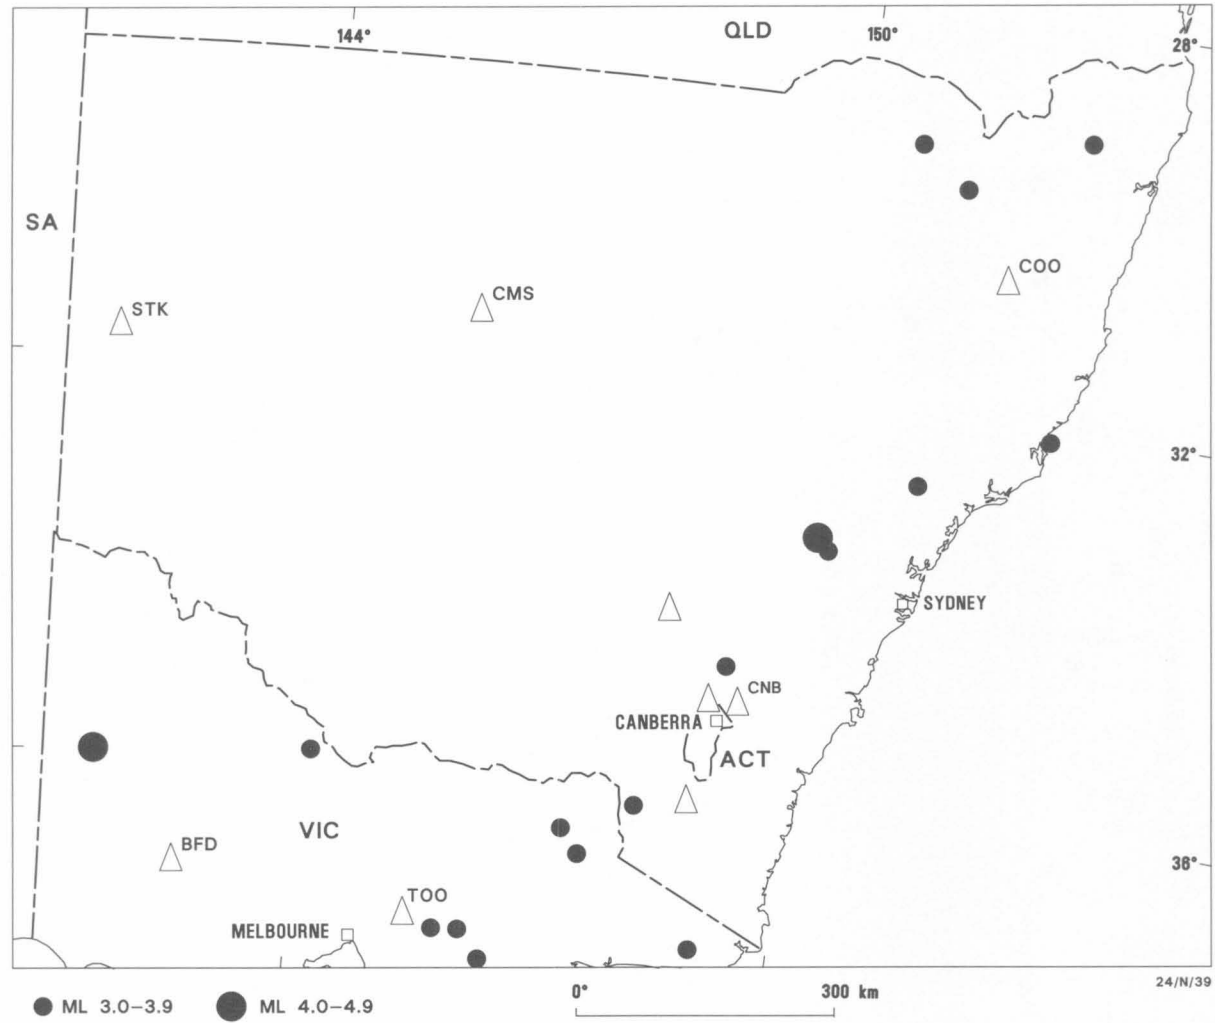 144°
QLD
150°
28°
SA
STK
CMS
COO
32°
SYDNEY
CNB
CANBERRA
ACT
VIC
BFD
38°
TOO
MELBOURNE
24/N/39
ML 3.0–3.9
ML 4.0–4.9
0°
300 km